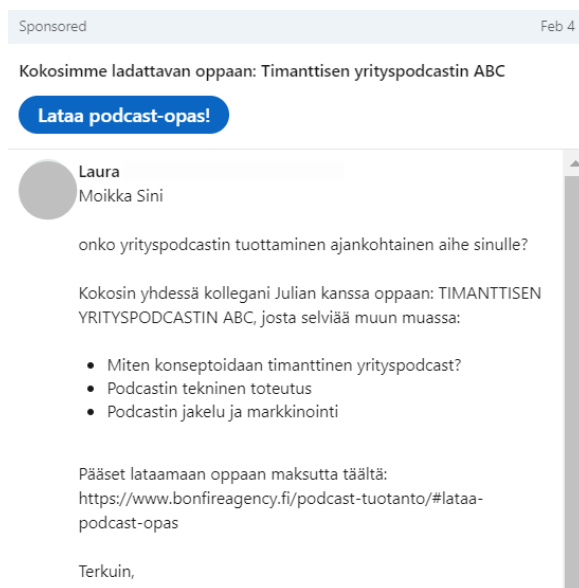 Sponsored Feb 4
Kokosimme ladattavan oppaan: Timanttisen yrityspodcastin ABC
Lataa podcast-opas!
Laura
Moikka Sini
onko yrityspodcastin tuottaminen ajankohtainen aihe sinulle?
Kokosin yhdessä kollegani Julian kanssa oppaan: TIMANTTISEN
YRITYSPODCASTIN ABC, josta selviää muun muassa:
• Miten konseptoidaan timanttinen yrityspodcast?
• Podcastin tekninen toteutus
• Podcastin jakelu ja markkinointi
Pääset lataamaan oppaan maksutta täältä:
https://www.bonfireagency.fi/podcast-tuotanto/#lataa-
podcast-opas
Terkuin,